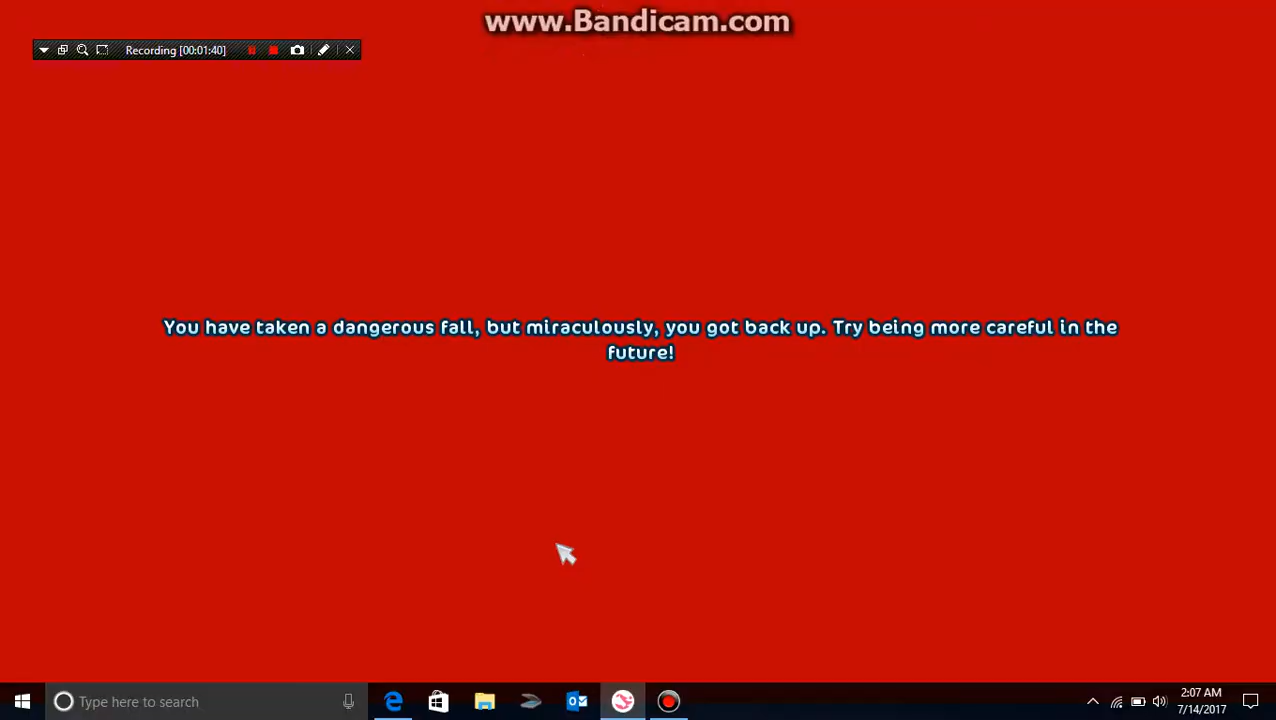 www.Bandicam.com
Recording [00:01:40]
You have taken a dangerous fall, but miraculously, you got back up. Try being more careful in the
future!
Type here to search
2:07 AM
7/14/2017